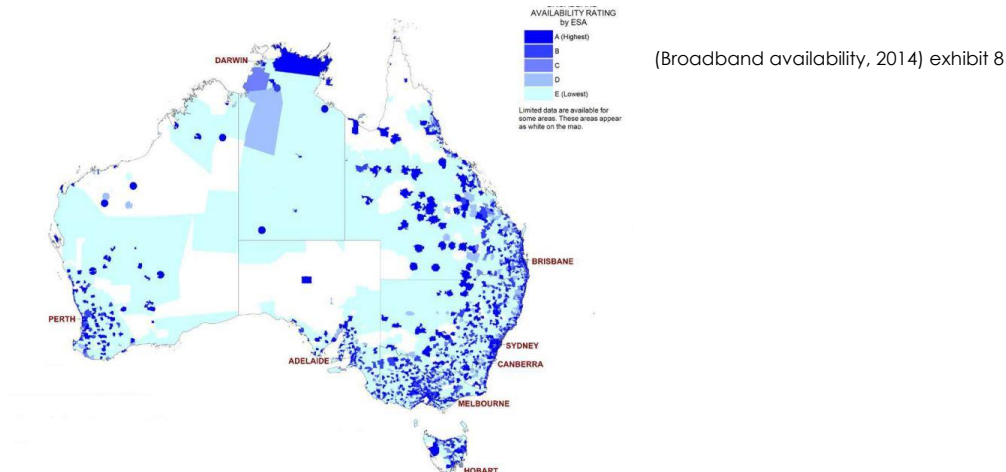 AVAILABILITY RATING
by ESA
A (Highest)
B
C
D
E (Lowest)
Limited data are available for
some areas. These areas appear
as white on the map.
(Broadband availability, 2014) exhibit 8
DARWIN
BRISBANE
PERTH
SYDNEY
ADELAIDE
CANBERRA
MELBOURNE
HOBART